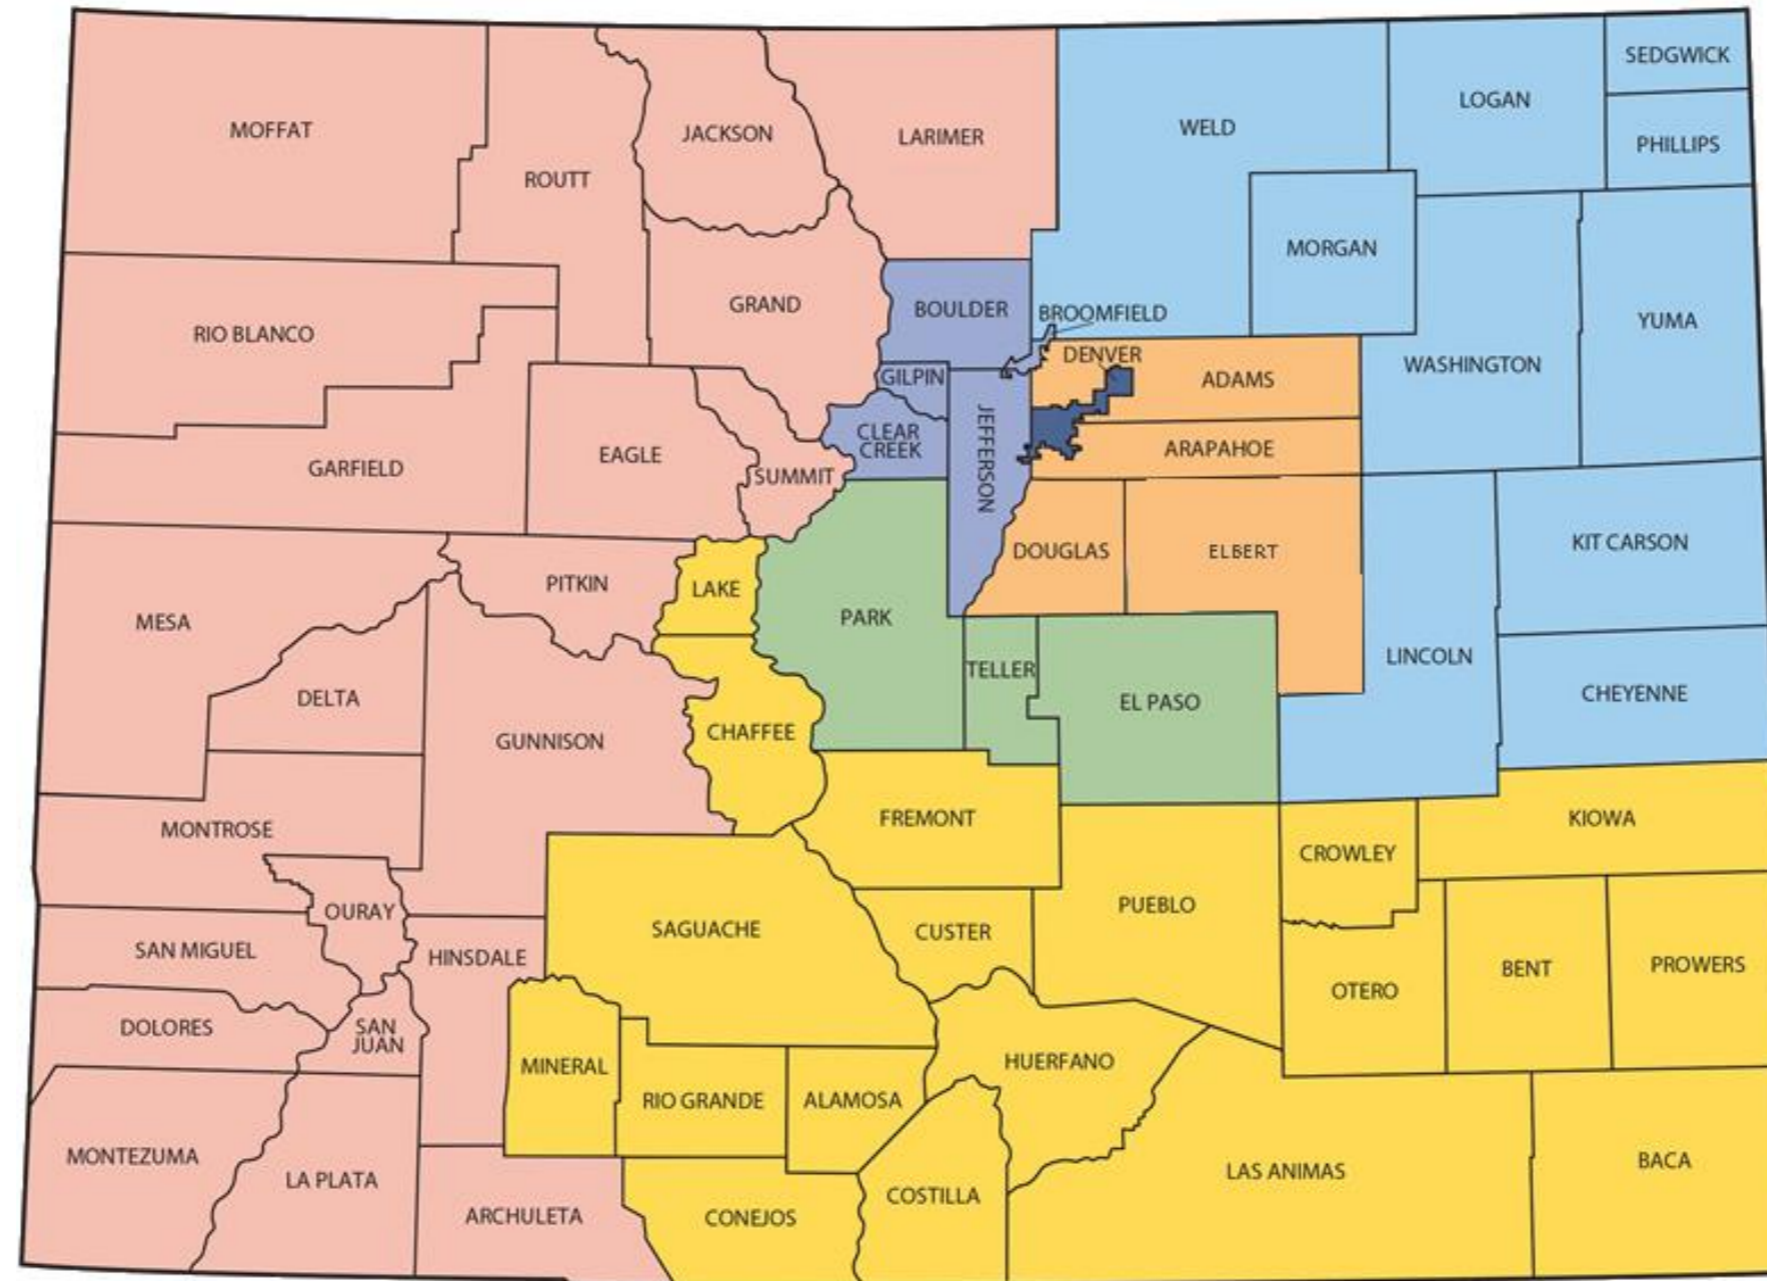 SEDGWICK
LOGAN
WELD
MOFFAT
JACKSON
LARIMER
PHILLIPS
ROUTT
MORGAN
GRAND
BOULDER
BROOMFIELD
YUMA
RIO BLANCO
DENVER
WASHINGTON
GILPIN
ADAMS
CLEAR
CREEK
JEFFERSON
ARAPAHOE
EAGLE
GARFIELD
SUMMIT
KIT CARSON
DOUGLAS
ELBERT
PITKIN
LAKE
PARK
MESA
LINCOLN
TELLER
CHEYENNE
DELTA
EL PASO
CHAFFEE
GUNNISON
FREMONT
KIOWA
MONTROSE
CROWLEY
PUEBLO
OURAY
SAGUACHE
CUSTER
SAN MIGUEL
HINSDALE
PROWERS
BENT
OTERO
DOLORES
SAN
JUAN
HUERFANO
MINERAL
RIO GRANDE
ALAMOSA
MONTEZUMA
BACA
LAS ANIMAS
LA PLATA
COSTILLA
ARCHULETA
CONEJOS